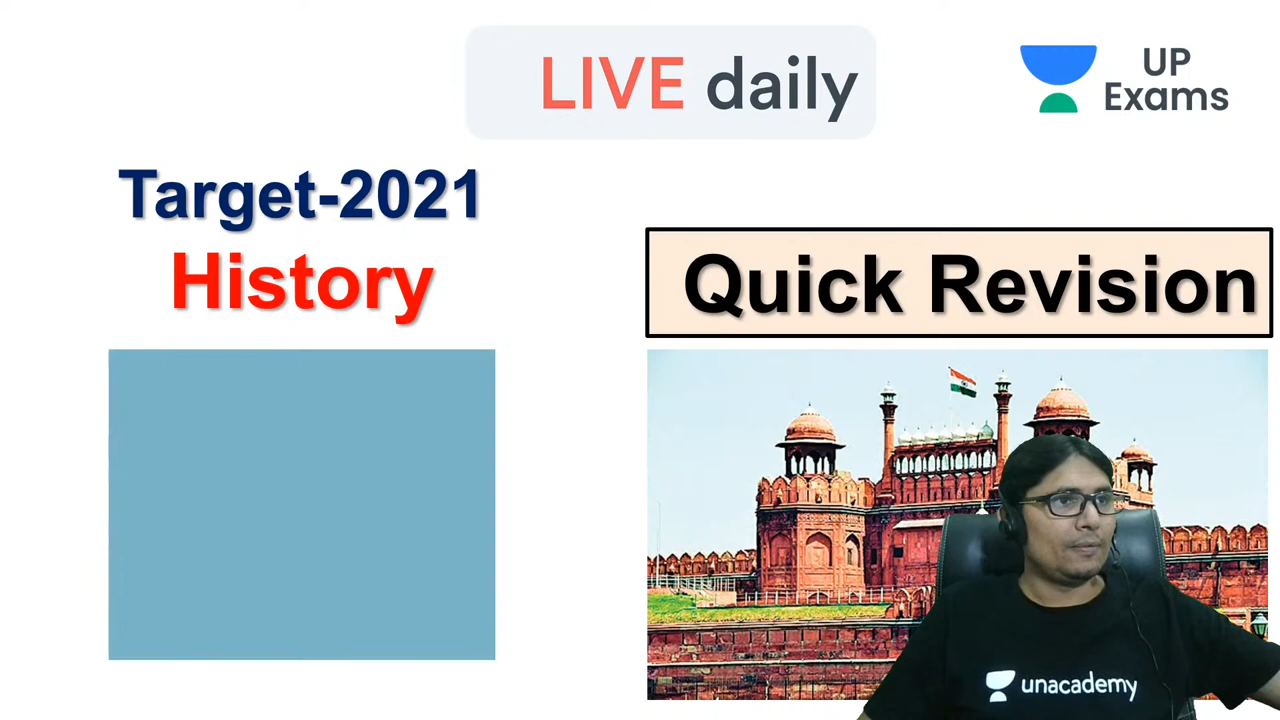 LIVE daily
UP
Exams
Target-2021
History
Quick Revision
unacademy